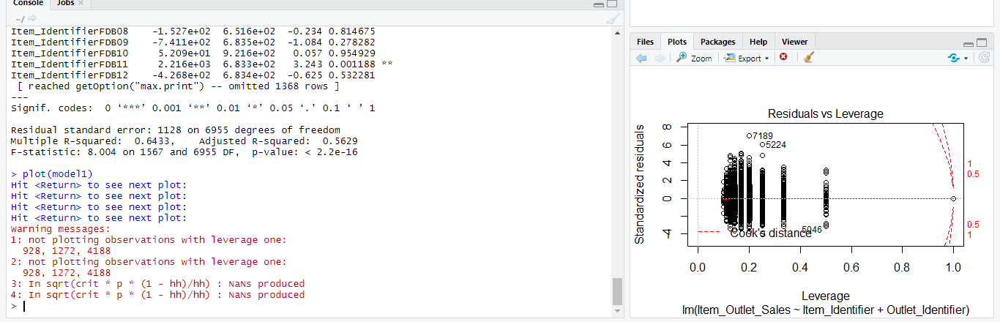 Console Jobs
~/
Item_IdentifierFDB08 -1.527e+02 6.516e+02 -0.234 0.814675
Item_IdentifierFDB09 -7.411e+02 6.835e+02 -1.084 0.278282
Item_IdentifierFDB10 5.209e+01 9.216e+02 0.057 0.954929
Item_IdentifierFDB11 2.216e+03 6.833e+02 3.243 0.001188 **
Item_IdentifierFDB12 -4.268e+02 6.834e+02 -0.625 0.532281
[ reached getOption("max.print") -- omitted 1368 rows ]
---
Signif. codes: 0 ‘***’ 0.001 ‘**’ 0.01 ‘*’ 0.05 ‘.’ 0.1 ‘ ’ 1
Residual standard error: 1128 on 6955 degrees of freedom
Multiple R-squared: 0.6433, Adjusted R-squared: 0.5629
F-statistic: 8.004 on 1567 and 6955 DF, p-value: < 2.2e-16
> plot(model1)
Hit <Return> to see next plot:
Hit <Return> to see next plot:
Hit <Return> to see next plot:
Hit <Return> to see next plot:
Warning messages:
1: not plotting observations with leverage one:
928, 1272, 4188
2: not plotting observations with leverage one:
928, 1272, 4188
3: In sqrt(crit * p * (1 - hh)/hh) : NaNs produced
4: In sqrt(crit * p * (1 - hh)/hh) : NaNs produced
>
Files Plots Packages Help Viewer
Zoom Export
Residuals vs Leverage
Standardized residuals
8
6
4
2
0
-4
7189
5224
5046
Cook's distance
1
0.5
0.5
1
0.0 0.2 0.4 0.6 0.8 1.0
Leverage
lm(Item_Outlet_Sales ~ Item_Identifier + Outlet_Identifier)